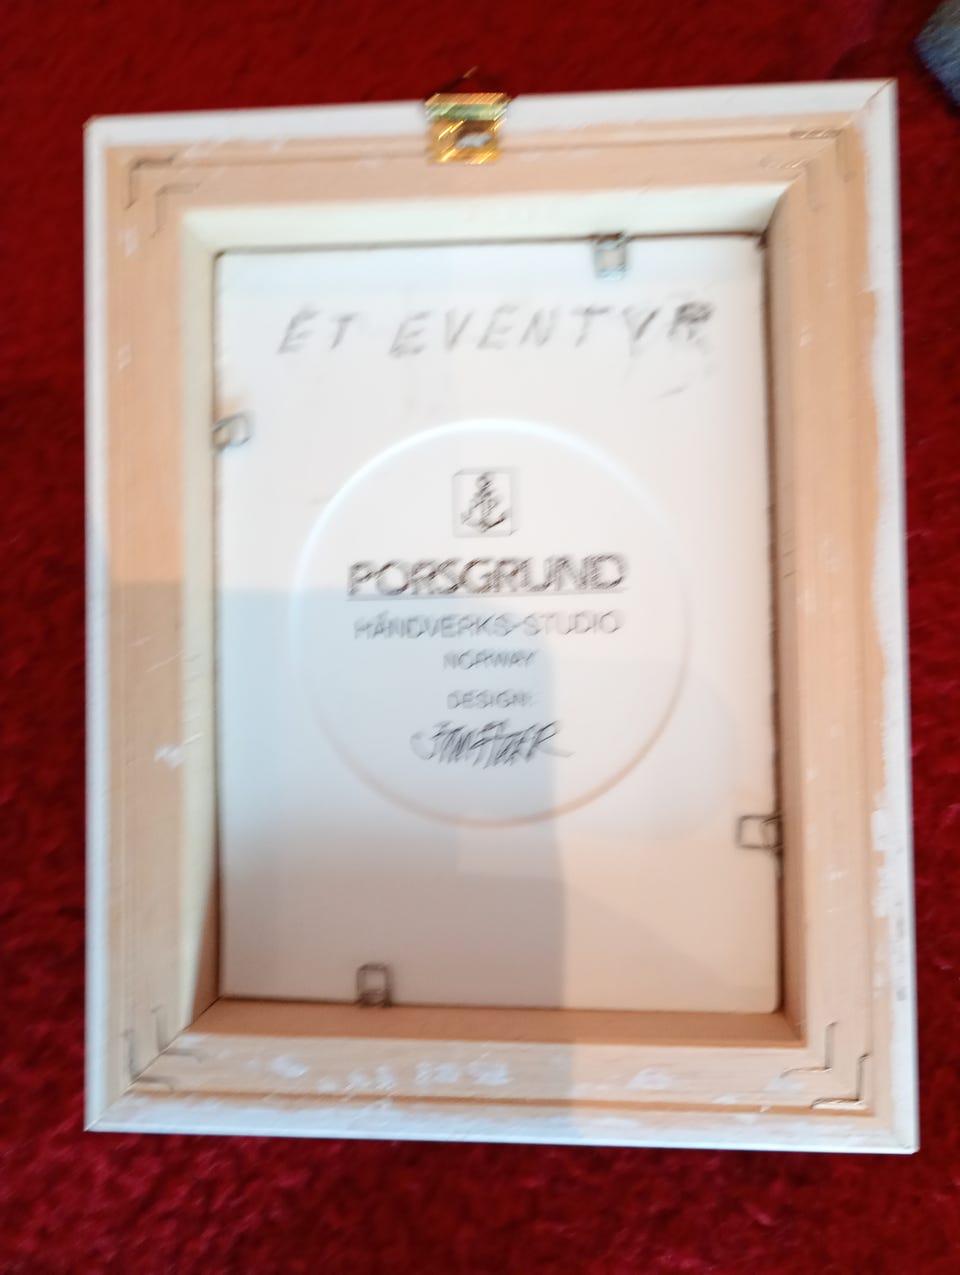 ET EVENTYR
PORSGRUND
HÅNDVERKS-STUDIO
NORWAY
DESIGN: